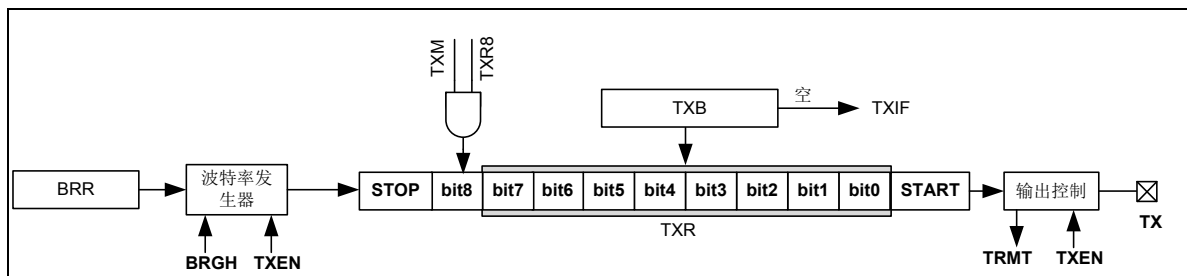 TXM
TXR8
TXB
空
TXIF
BRR
波特率发
生器
STOP
bit8
bit7
bit6
bit5
bit4
bit3
bit2
bit1
bit0
START
输出控制
TX
TXR
BRGH
TXEN
TRMT
TXEN